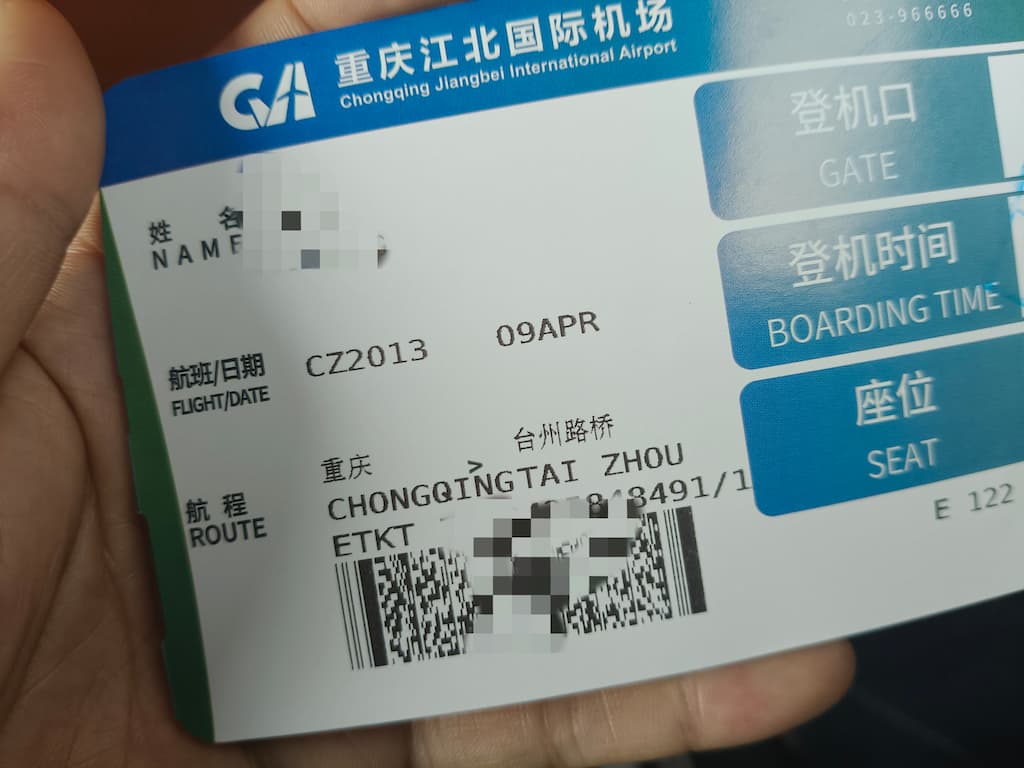 重庆江北国际机场
Chongqing Jiangbei International Airport
023-966666
登机口
GATE
姓 名
NAME
登机时间
BOARDING TIME
航班/日期
FLIGHT/DATE
CZ2013 09APR
座位
SEAT
重庆 > 台州路桥
航 程
ROUTE
CHONGQINGTAI ZHOU
ETKT 8491/1
E 122